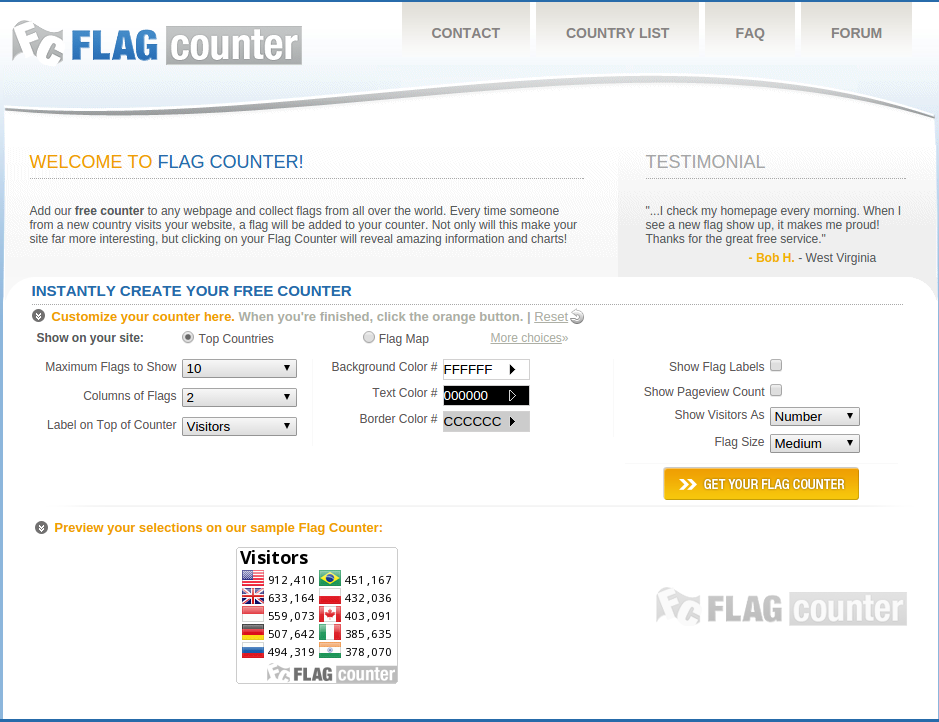 FLAG counter
CONTACT
COUNTRY LIST
FAQ
FORUM
WELCOME TO FLAG COUNTER!
Add our free counter to any webpage and collect flags from all over the world. Every time someone
from a new country visits your website, a flag will be added to your counter. Not only will this make your
site far more interesting, but clicking on your Flag Counter will reveal amazing information and charts!
TESTIMONIAL
"...I check my homepage every morning. When I
see a new flag show up, it makes me proud!
Thanks for the great free service."
- Bob H. - West Virginia
INSTANTLY CREATE YOUR FREE COUNTER
Customize your counter here. When you're finished, click the orange button. | Reset
Show on your site: Top Countries Flag Map More choices»
Maximum Flags to Show 10
Columns of Flags 2
Label on Top of Counter Visitors
Background Color # FFFFFF
Text Color # 000000
Border Color # CCCCCC
Show Flag Labels
Show Pageview Count
Show Visitors As Number
Flag Size Medium
GET YOUR FLAG COUNTER
Preview your selections on our sample Flag Counter:
Visitors
912,410 451,167
633,164 432,036
559,073 403,091
507,642 385,635
494,319 378,070
FLAG counter
FLAG counter